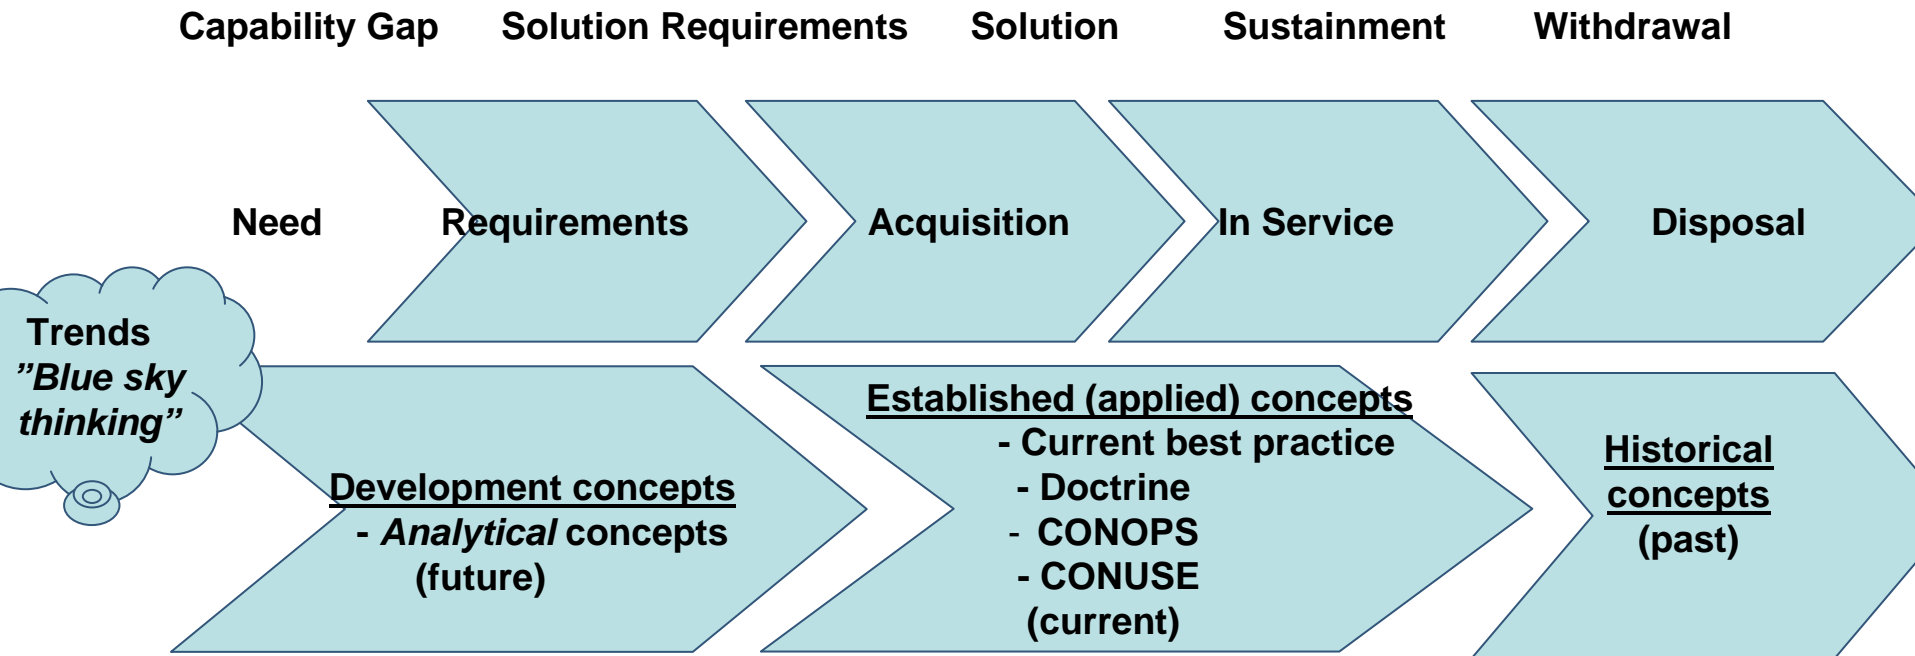 Capability Gap Solution Requirements Solution Sustainment Withdrawal
Need Requirements Acquisition In Service Disposal
Trends
”Blue sky
thinking”
Development concepts
- Analytical concepts
(future)
Established (applied) concepts
- Current best practice
- Doctrine
- CONOPS
- CONUSE
(current)
Historical
concepts
(past)